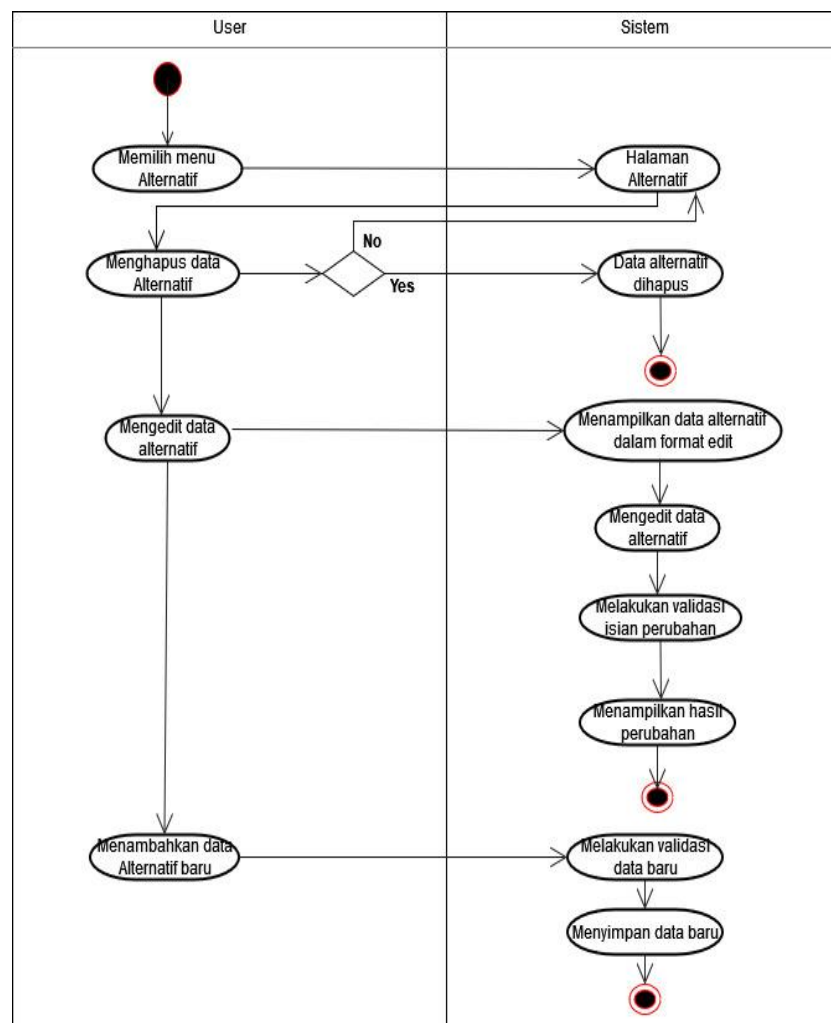 User
Sistem
Memilih menu
Alternatif
Halaman
Alternatif
No
Menghapus data
Alternatif
Yes
Data alternatif
dihapus
Mengedit data
alternatif
Menampilkan data alternatif
dalam format edit
Mengedit data
alternatif
Melakukan validasi
isian perubahan
Menampilkan hasil
perubahan
Menambahkan data
Alternatif baru
Melakukan validasi
data baru
Menyimpan data baru